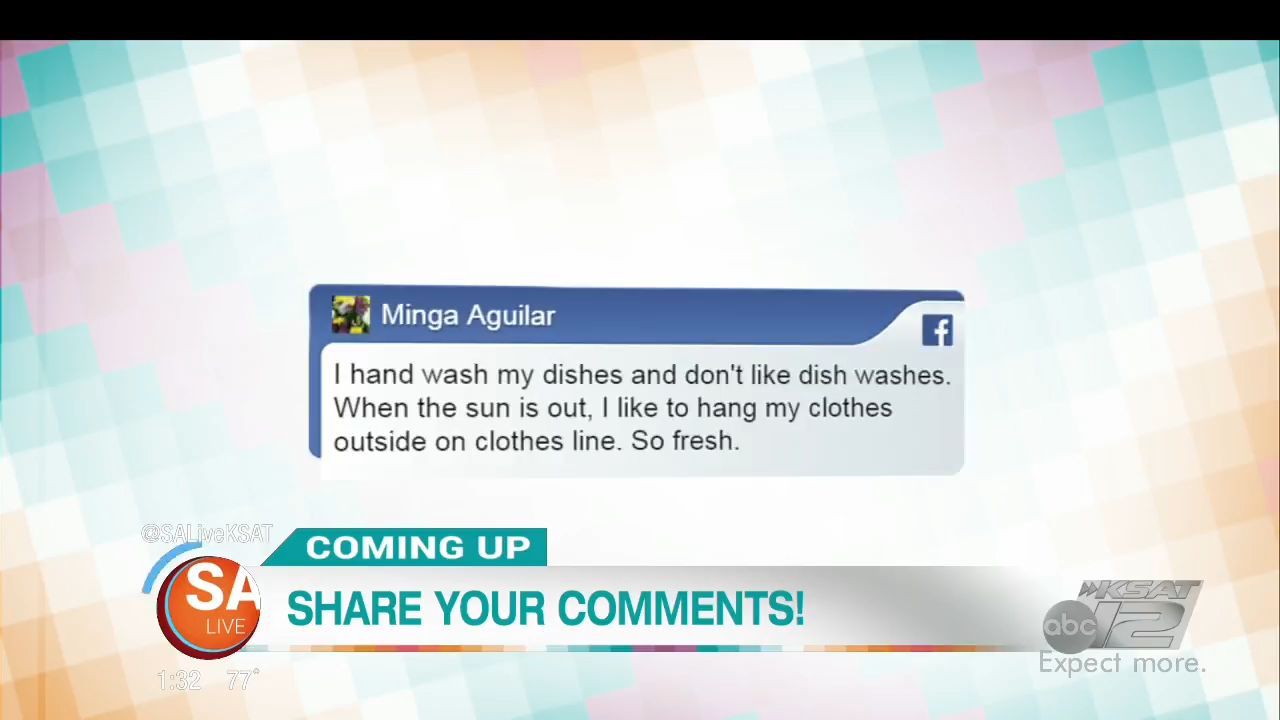 Minga Aguilar
f
I hand wash my dishes and don't like dish washes.
When the sun is out, I like to hang my clothes
outside on clothes line. So fresh.
@SALiveKSAT
COMING UP
SA
LIVE
SHARE YOUR COMMENTS!
KSAT
abc 12
Expect more.
1:32 77°